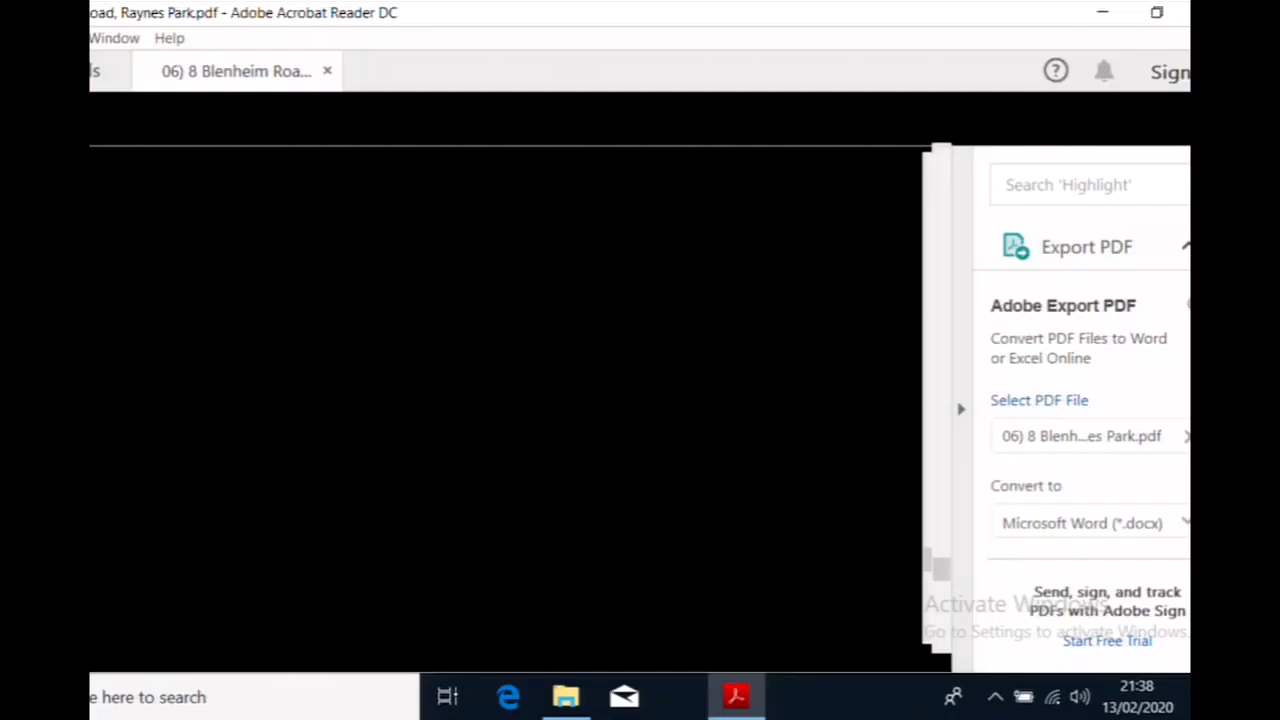 oad, Raynes Park.pdf - Adobe Acrobat Reader DC
Window Help
ls 06) 8 Blenheim Roa... ×
Sign
Search 'Highlight'
Export PDF
Adobe Export PDF
Convert PDF Files to Word
or Excel Online
Select PDF File
06) 8 Blenh...es Park.pdf
Convert to
Microsoft Word (*.docx)
Send, sign, and track
PDFs with Adobe Sign
Activate Windows
Go to Settings to activate Windows.
Start Free Trial
e here to search
21:38
13/02/2020